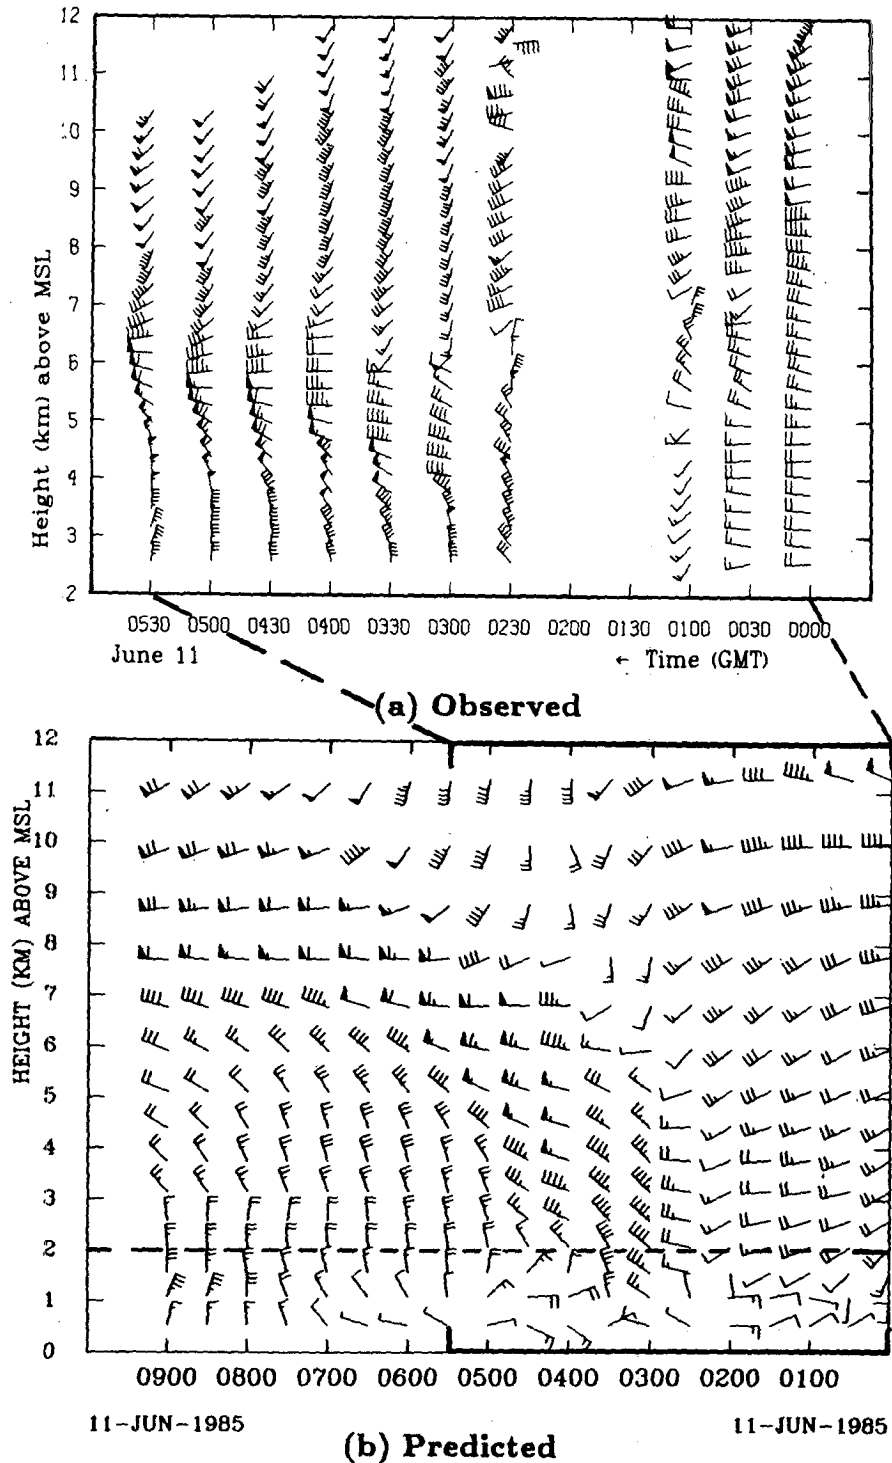 12
11
10
9
8
7
6
5
4
3
2
Height (km) above MSL
0530 0500 0430 0400 0330 0300 0230 0200 0130 0100 0030 0000
June 11
← Time (GMT)
(a) Observed
12
11
10
9
8
7
6
5
4
3
2
1
0
HEIGHT (KM) ABOVE MSL
0900 0800 0700 0600 0500 0400 0300 0200 0100
11-JUN-1985
11-JUN-1985
(b) Predicted